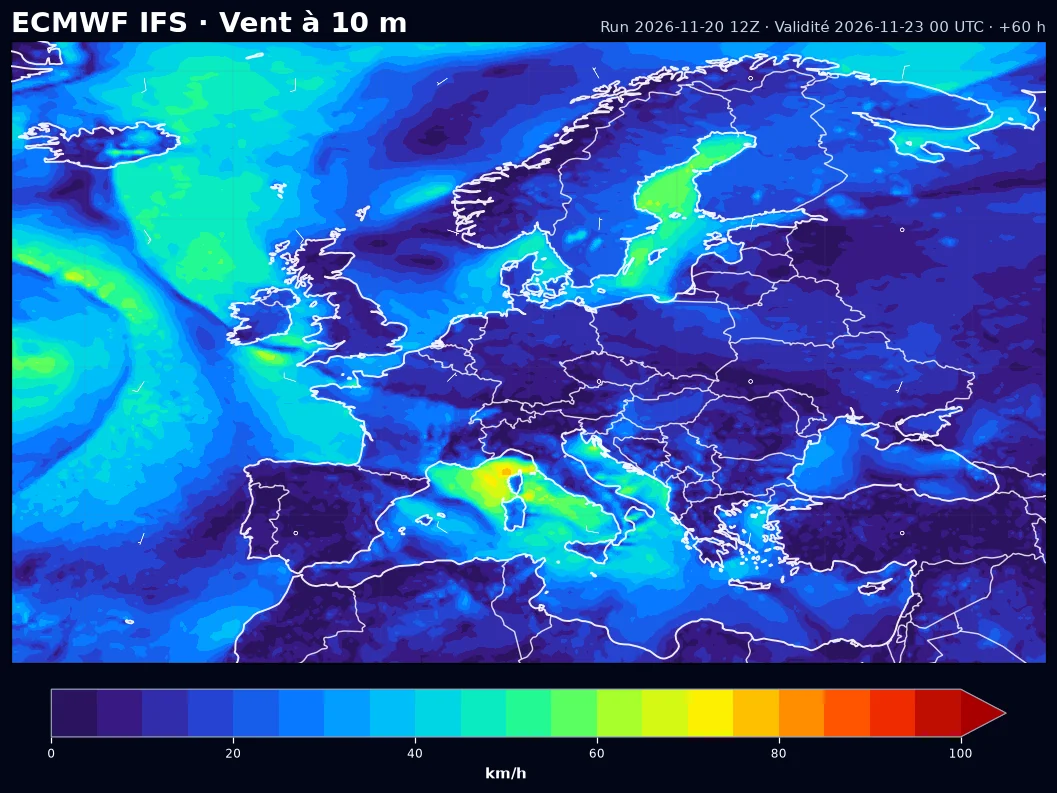 ECMWF IFS · Vent à 10 m
Run 2026-11-20 12Z · Validité 2026-11-23 00 UTC · +60 h
0 20 40 60 80 100
km/h